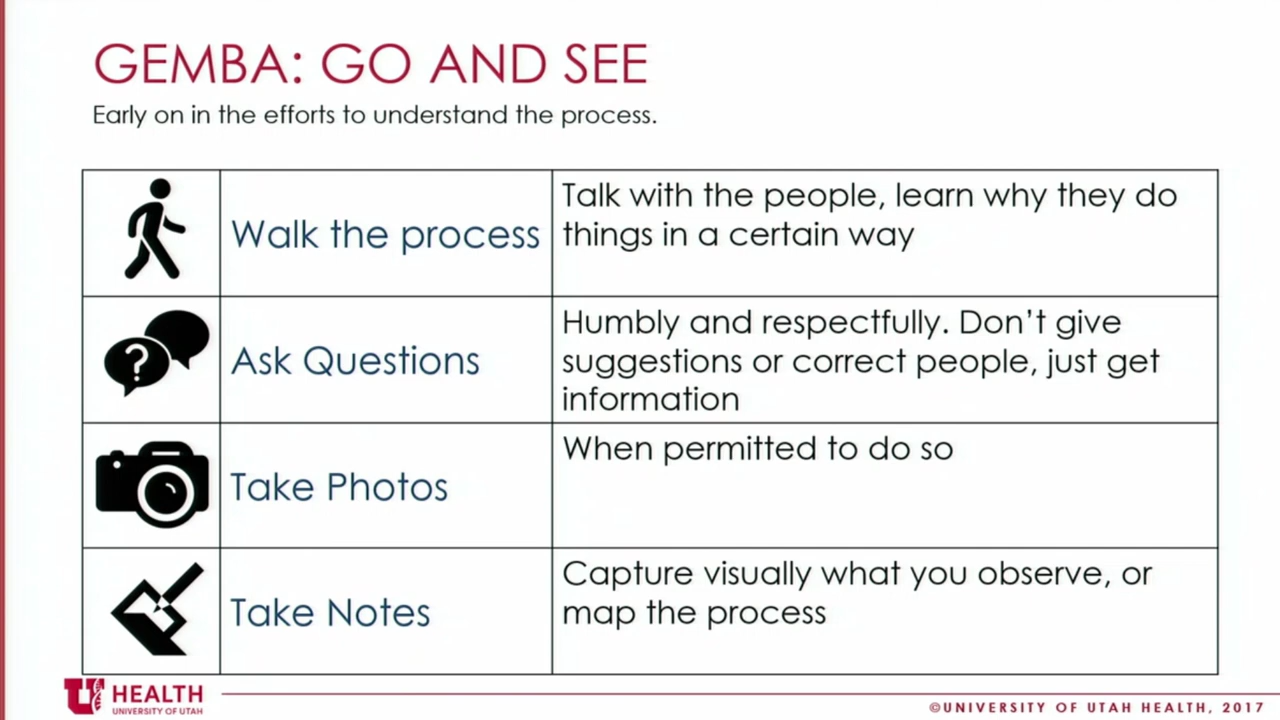 GEMBA: GO AND SEE
Early on in the efforts to understand the process.
Walk the process
Talk with the people, learn why they do
things in a certain way
?
Ask Questions
Humbly and respectfully. Don't give
suggestions or correct people, just get
information
Take Photos
When permitted to do so
Take Notes
Capture visually what you observe, or
map the process
U HEALTH
UNIVERSITY OF UTAH
©UNIVERSITY OF UTAH HEALTH, 2017